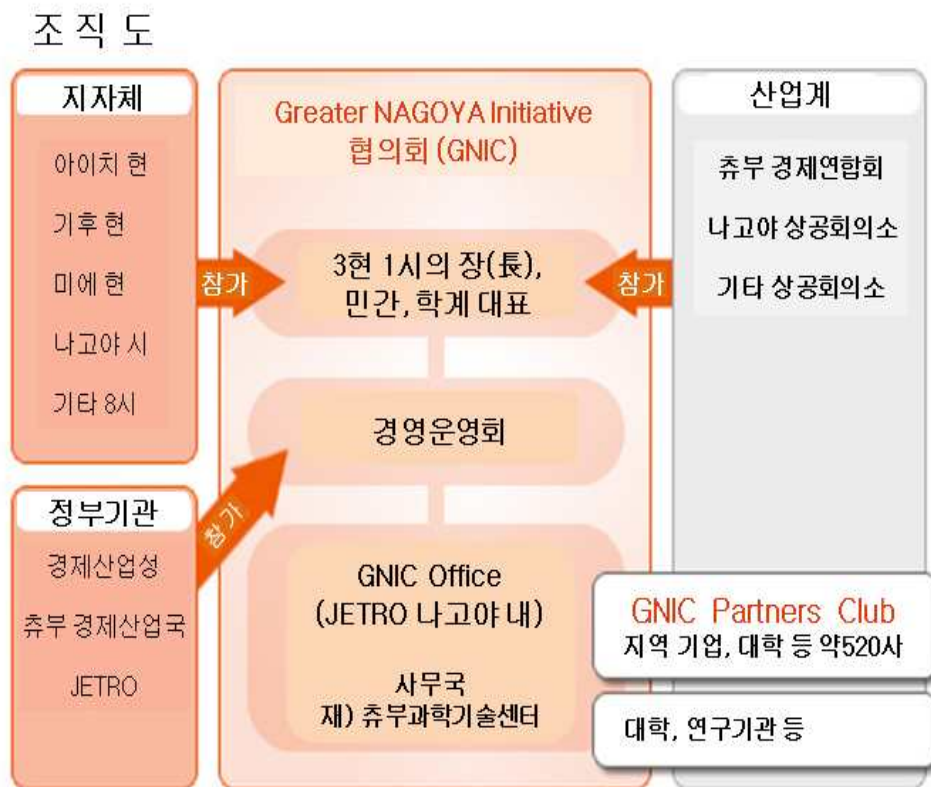 조 직 도
지자체
아이치 현
기후 현
미에 현
나고야 시
기타 8시
참가
정부기관
경제산업성
츄부 경제산업국
JETRO
참가
Greater NAGOYA Initiative
협의회 (GNIC)
3현 1시의 장(長),
민간, 학계 대표
경영운영회
GNIC Office
(JETRO 나고야 내)
사무국
재) 츄부과학기술센터
참가
산업계
츄부 경제연합회
나고야 상공회의소
기타 상공회의소
GNIC Partners Club
지역 기업, 대학 등 약520사
대학, 연구기관 등